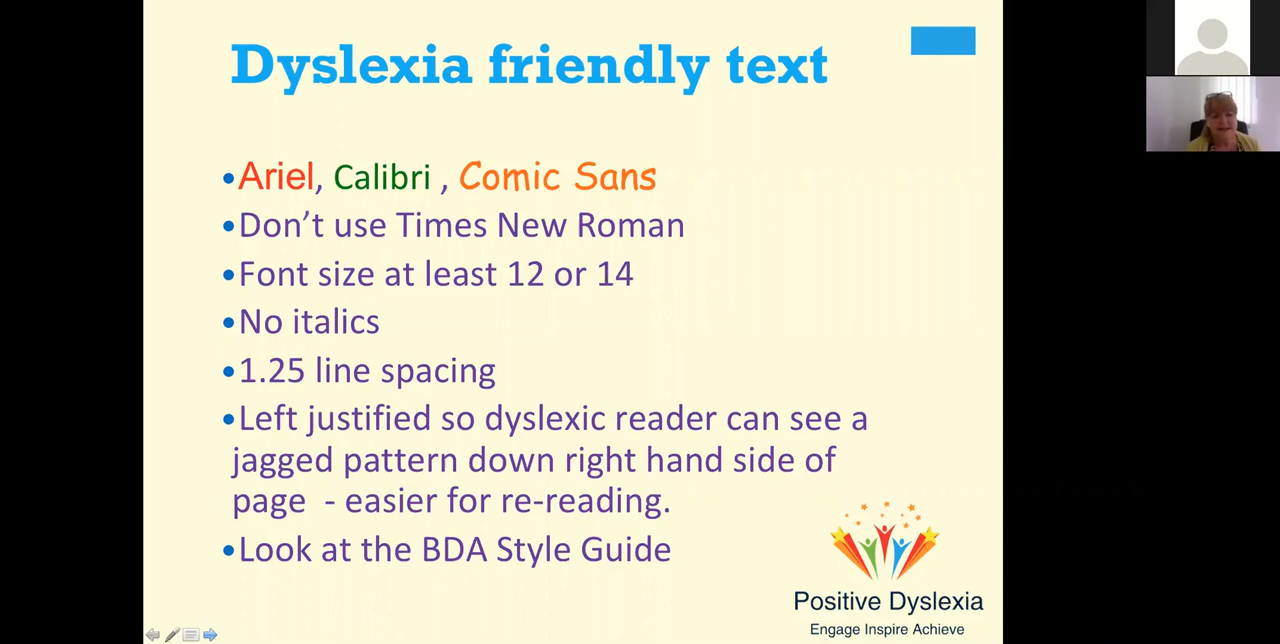 Dyslexia friendly text
•Ariel, Calibri , Comic Sans
•Don’t use Times New Roman
•Font size at least 12 or 14
•No italics
•1.25 line spacing
•Left justified so dyslexic reader can see a
jagged pattern down right hand side of
page - easier for re-reading.
•Look at the BDA Style Guide
Positive Dyslexia
Engage Inspire Achieve